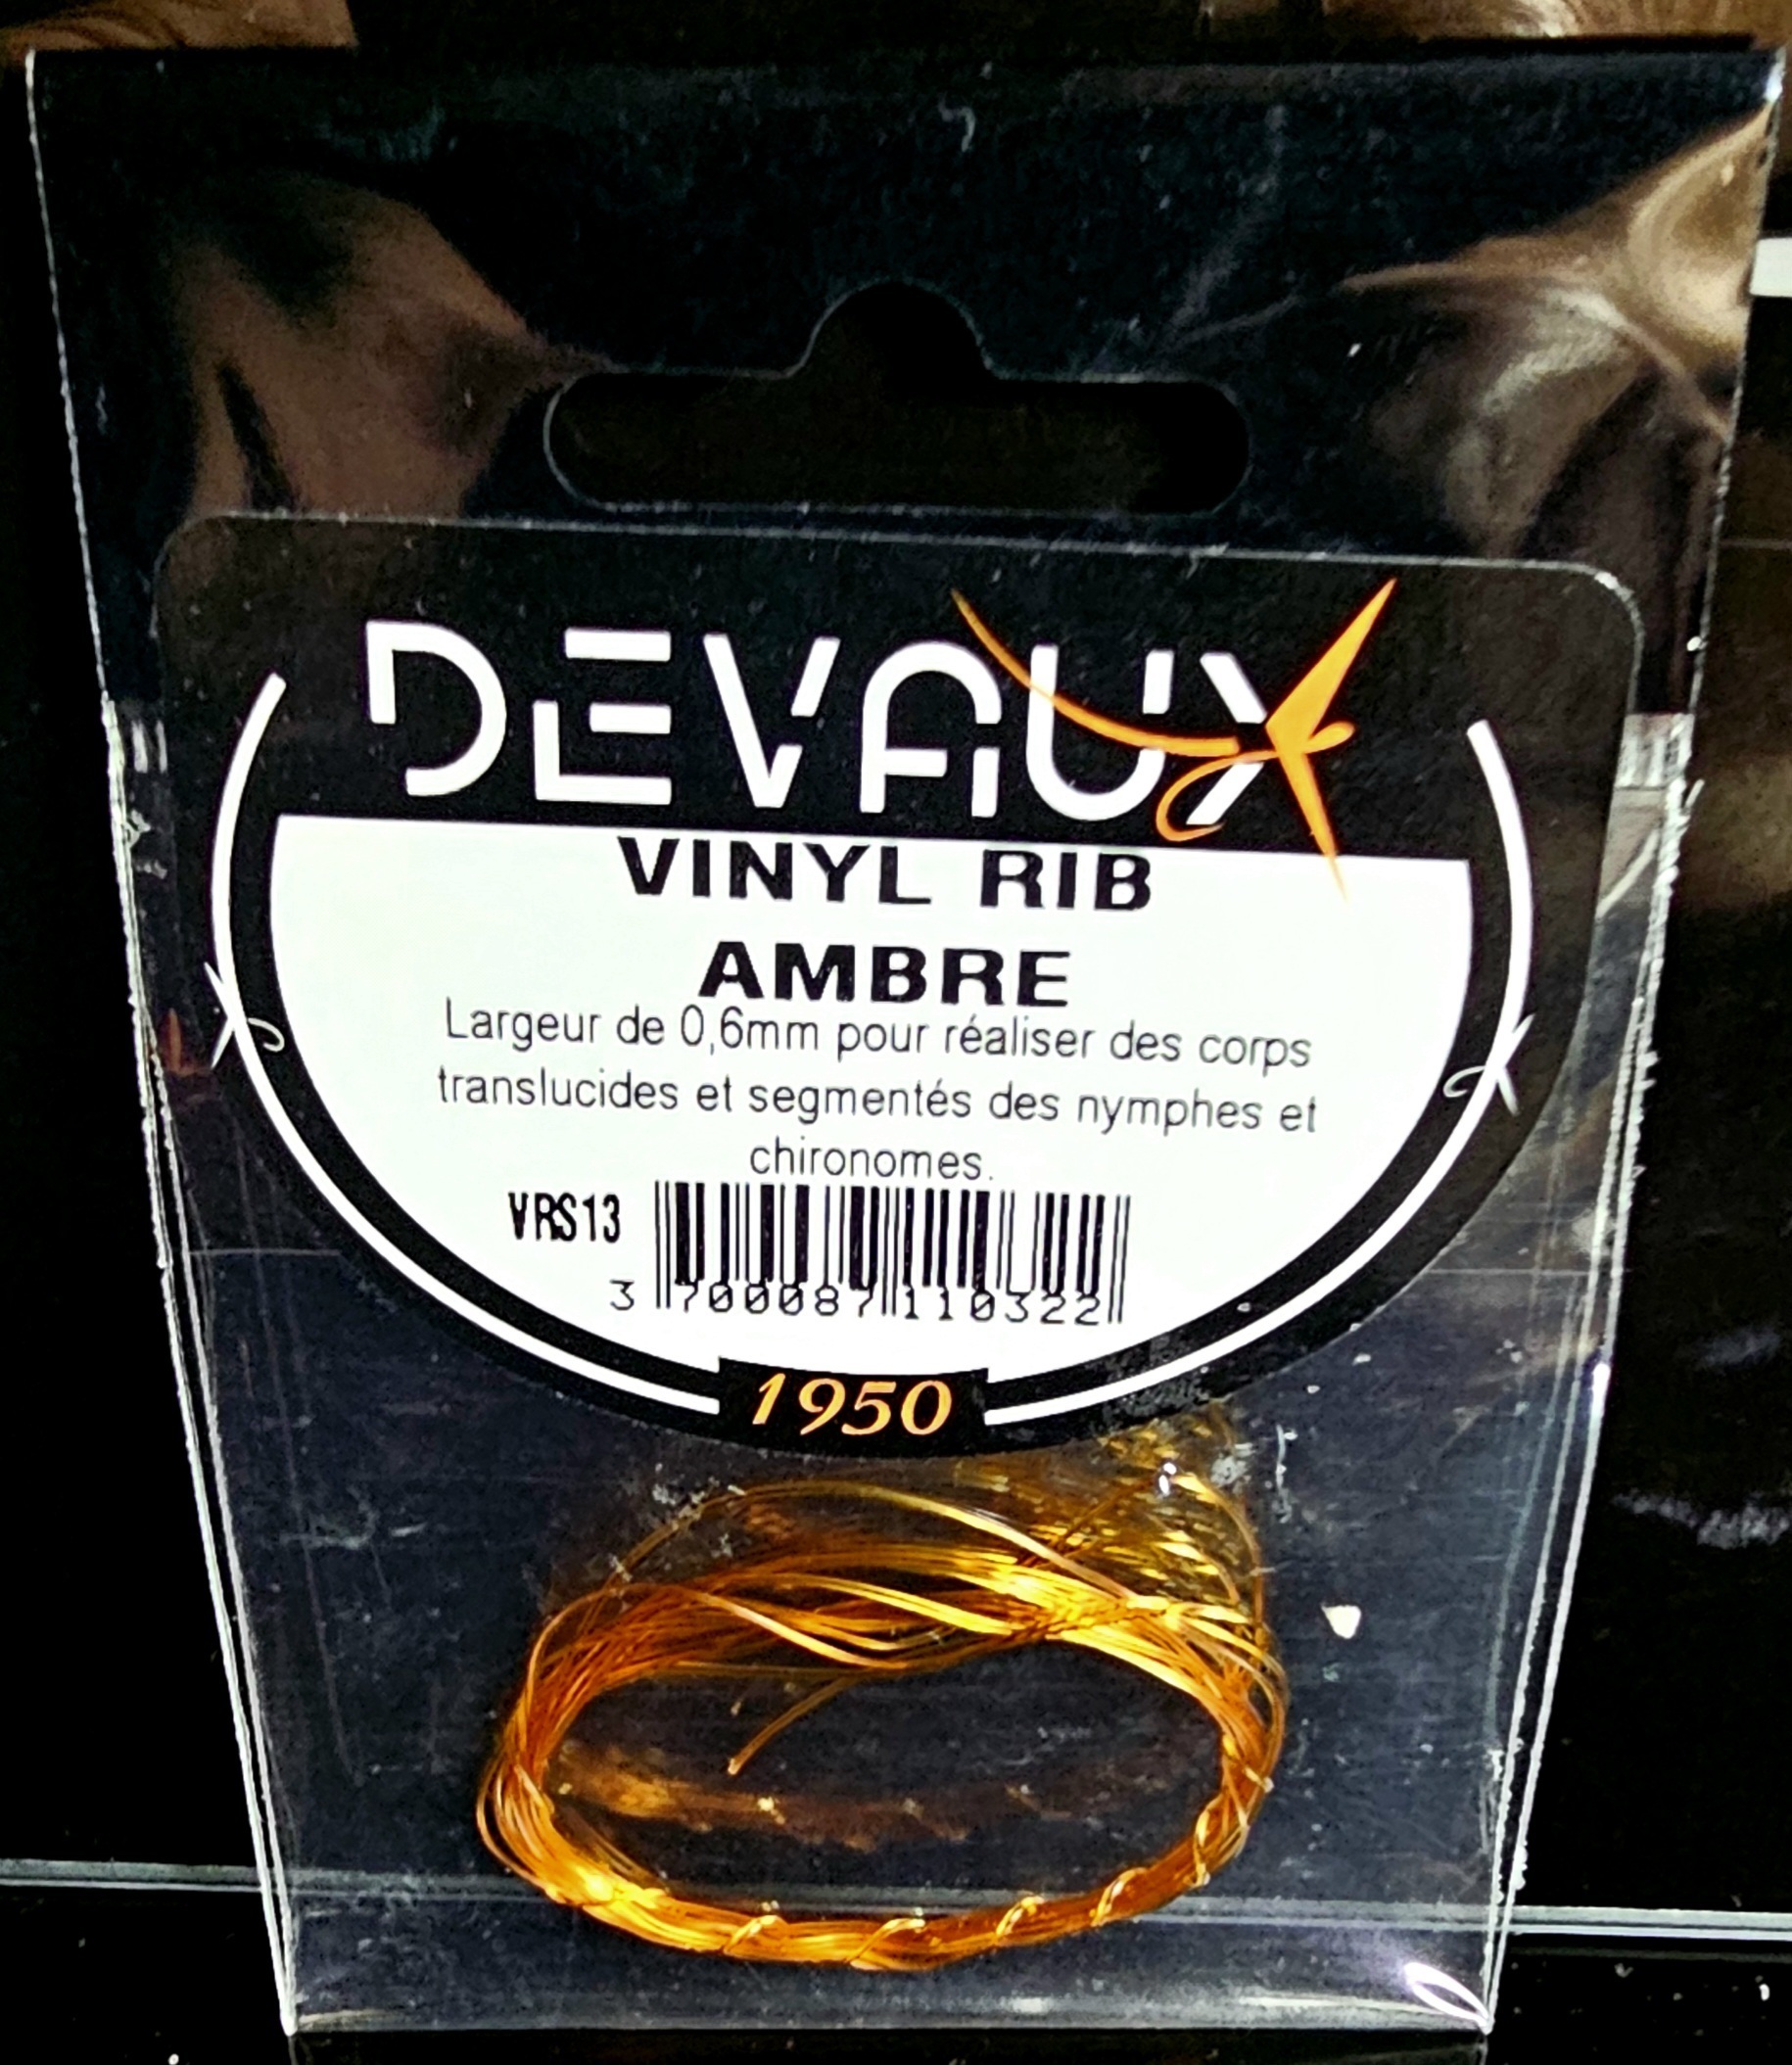 DEVAUX
VINYL RIB
AMBRE
Largeur de 0,6mm pour réaliser des corps
translucides et segmentés des nymphes et
chironomes.
VRS13
3 700087 110322
1950